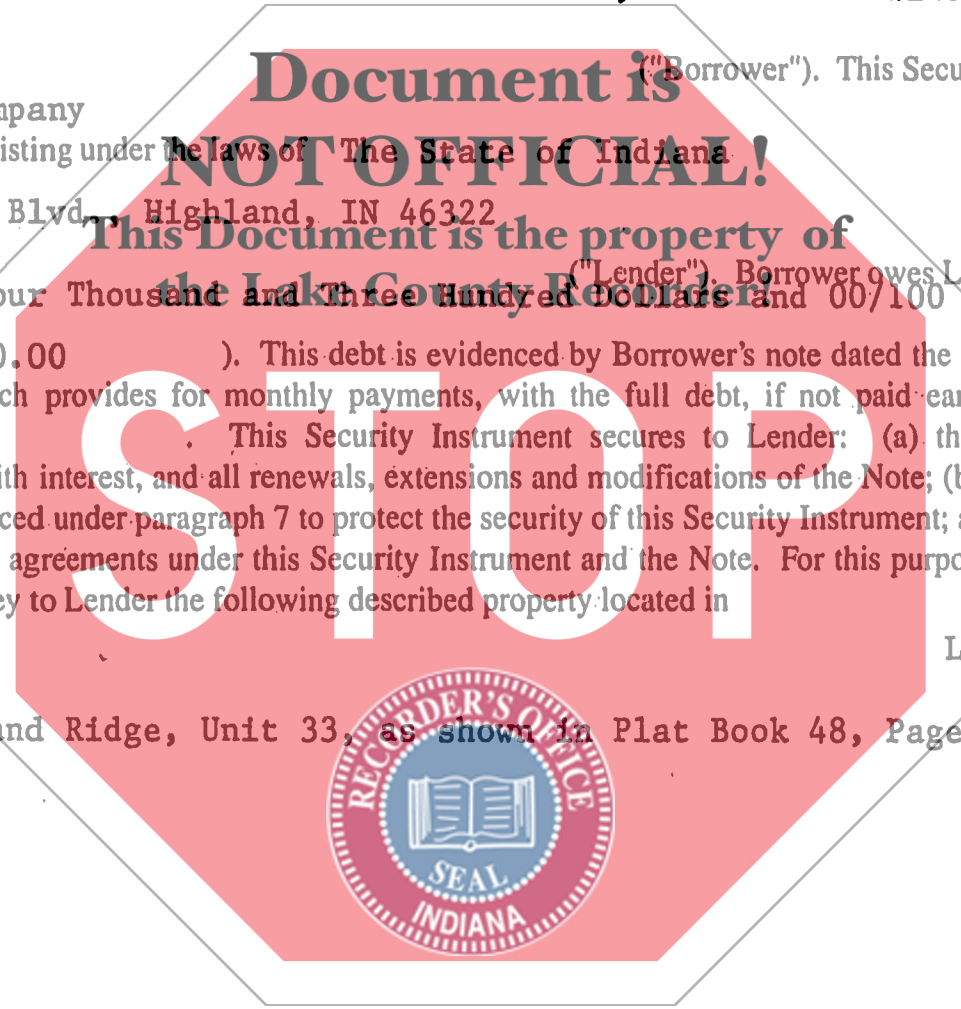 Document is
("Borrower"). This Secu
mpany
isting under the laws of The State of Indiana
NOT OFFICIAL!
Blvd., Highland, IN 46322
This Document is the property of
("Lender"). Borrower owes L
our Thousand and Three Hundred Dollars and 00/100
the Lake County Recorder!
0.00 ). This debt is evidenced by Borrower's note dated the
ch provides for monthly payments, with the full debt, if not paid ear
. This Security Instrument secures to Lender: (a) th
ith interest, and all renewals, extensions and modifications of the Note; (b
ced under paragraph 7 to protect the security of this Security Instrument; a
agreements under this Security Instrument and the Note. For this purpo
ey to Lender the following described property located in
STOP
L
nd Ridge, Unit 33, as shown in Plat Book 48, Page
RECORDER'S OFFICE
SEAL
INDIANA